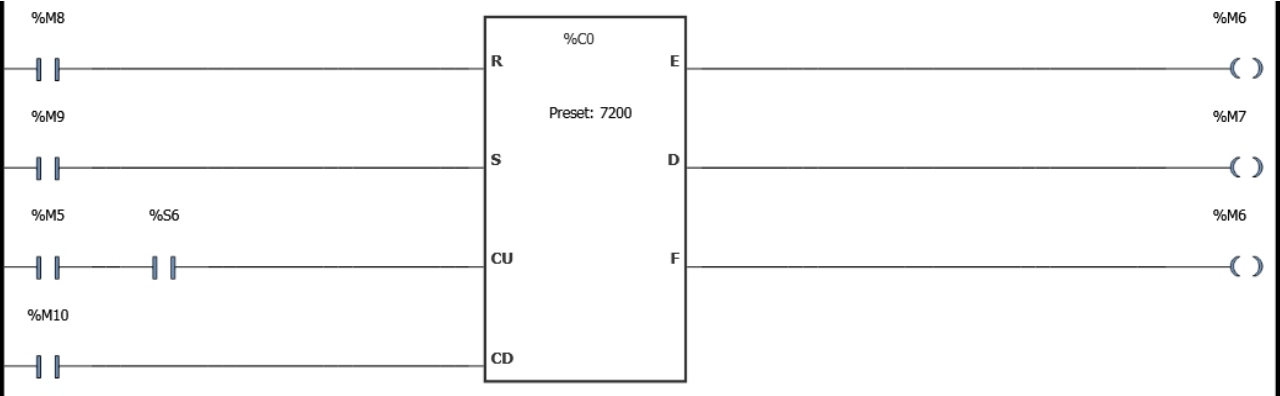 %M8
%C0
%M6
R
E
Preset: 7200
%M9
%M7
S
D
%M5
%S6
%M6
CU
F
%M10
CD